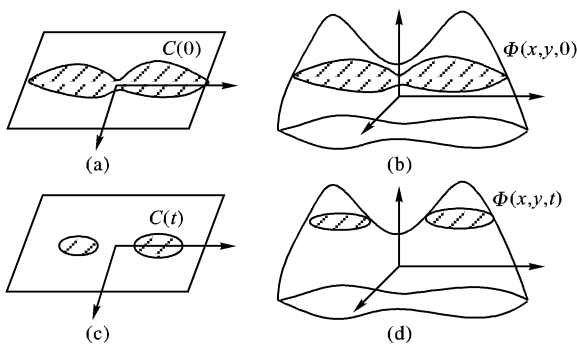 C(0)
Φ(x,y,0)
(a)
(b)
C(t)
Φ(x,y,t)
(c)
(d)